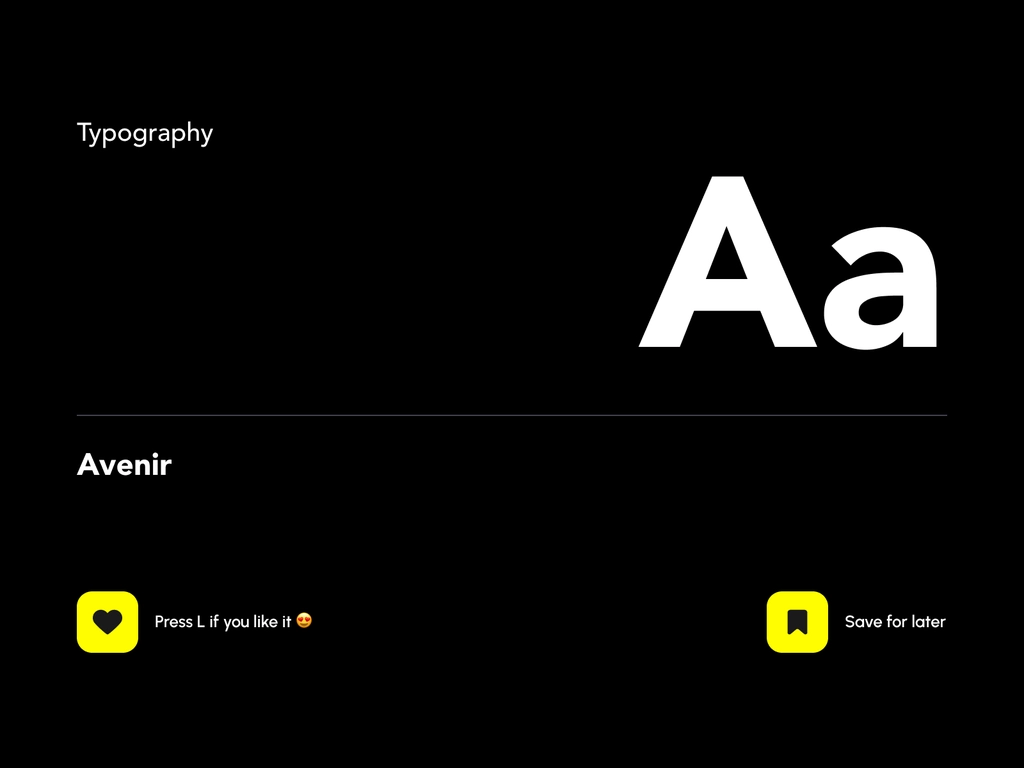 Typography
Aa
Avenir
Press L if you like it 😍
Save for later